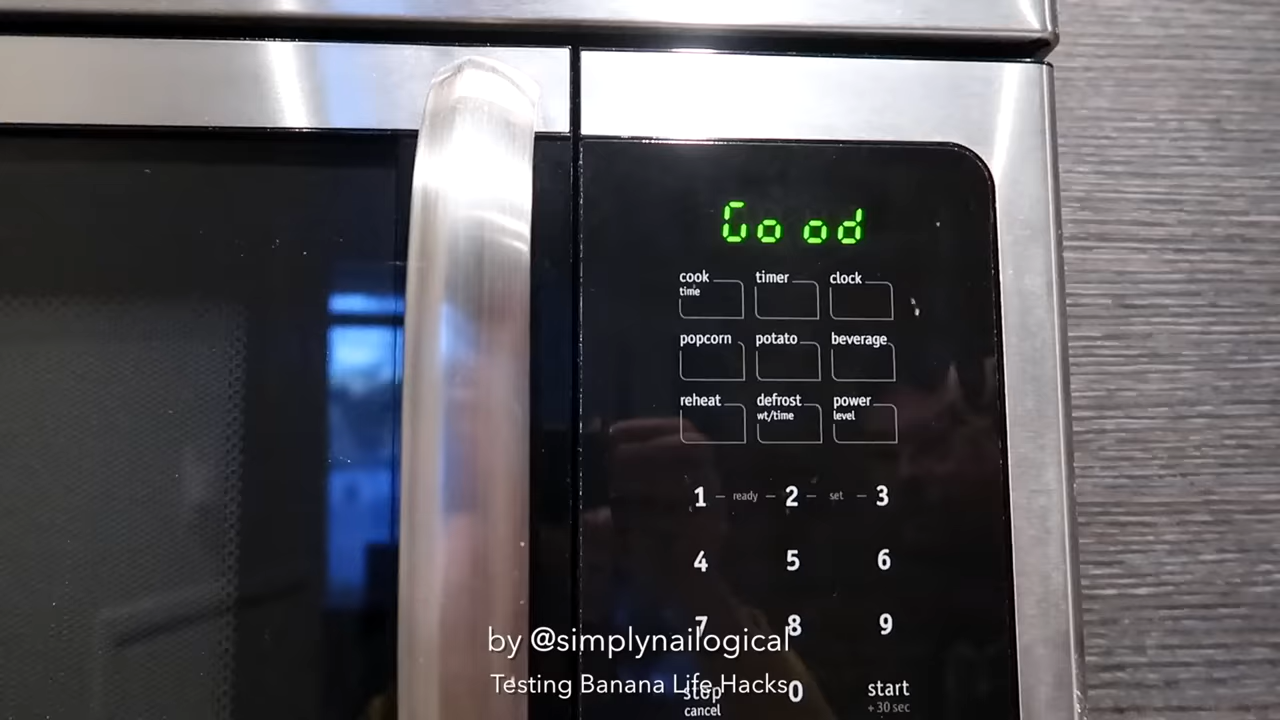 Good
cook timer clock
time
popcorn potato beverage
reheat defrost power
wt/time level
1 – ready – 2 – set – 3
4 5 6
7 8 9
by @simplynailogical
Testing Banana Life Hacks
stop 0 start
cancel + 30 sec